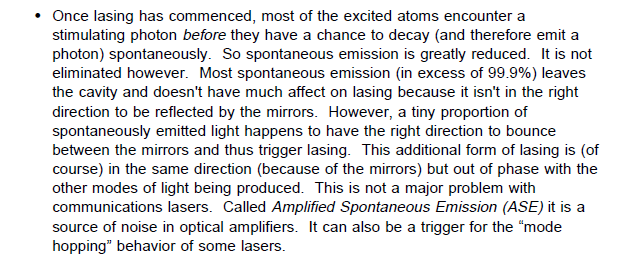 • Once lasing has commenced, most of the excited atoms encounter a
stimulating photon before they have a chance to decay (and therefore emit a
photon) spontaneously.  So spontaneous emission is greatly reduced.  It is not
eliminated however.  Most spontaneous emission (in excess of 99.9%) leaves
the cavity and doesn't have much affect on lasing because it isn't in the right
direction to be reflected by the mirrors.  However, a tiny proportion of
spontaneously emitted light happens to have the right direction to bounce
between the mirrors and thus trigger lasing.  This additional form of lasing is (of
course) in the same direction (because of the mirrors) but out of phase with the
other modes of light being produced.  This is not a major problem with
communications lasers.  Called Amplified Spontaneous Emission (ASE) it is a
source of noise in optical amplifiers.  It can also be a trigger for the “mode
hopping” behavior of some lasers.